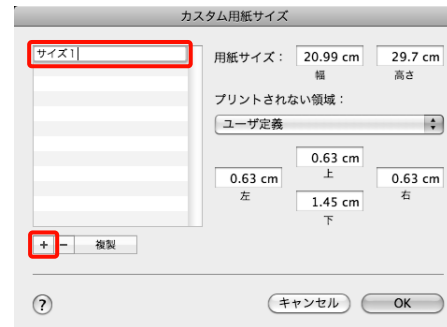 カスタム用紙サイズ
サイズ1
用紙サイズ： 20.99 cm 29.7 cm
幅 高さ
プリントされない領域：
ユーザ定義
0.63 cm
上
0.63 cm 0.63 cm
左 右
1.45 cm
下
+ − 複製
? キャンセル OK